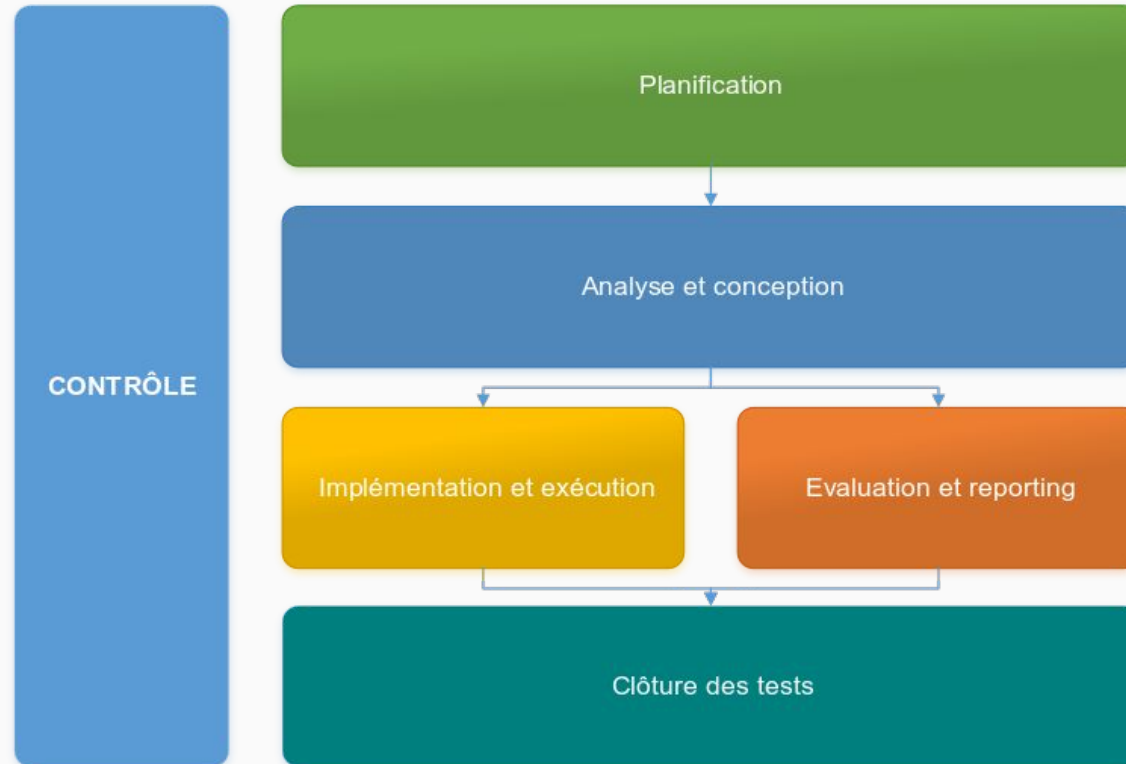 Planification
Analyse et conception
CONTRÔLE
Implémentation et exécution
Evaluation et reporting
Clôture des tests